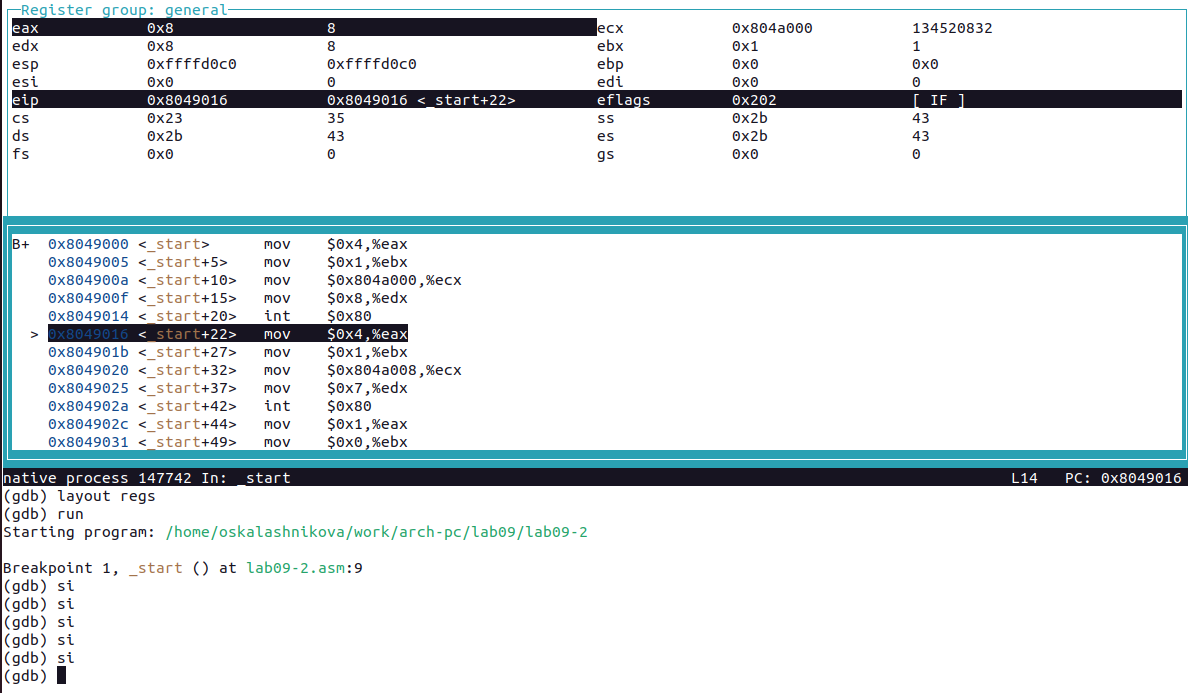 Register group: general
eax 0x8 8 ecx 0x804a000 134520832
edx 0x8 8 ebx 0x1 1
esp 0xffffd0c0 0xffffd0c0 ebp 0x0 0x0
esi 0x0 0 edi 0x0 0
eip 0x8049016 0x8049016 <_start+22> eflags 0x202 [ IF ]
cs 0x23 35 ss 0x2b 43
ds 0x2b 43 es 0x2b 43
fs 0x0 0 gs 0x0 0
B+ 0x8049000 <_start> mov $0x4,%eax
0x8049005 <_start+5> mov $0x1,%ebx
0x804900a <_start+10> mov $0x804a000,%ecx
0x804900f <_start+15> mov $0x8,%edx
0x8049014 <_start+20> int $0x80
> 0x8049016 <_start+22> mov $0x4,%eax
0x804901b <_start+27> mov $0x1,%ebx
0x8049020 <_start+32> mov $0x804a008,%ecx
0x8049025 <_start+37> mov $0x7,%edx
0x804902a <_start+42> int $0x80
0x804902c <_start+44> mov $0x1,%eax
0x8049031 <_start+49> mov $0x0,%ebx
native process 147742 In: _start L14 PC: 0x8049016
(gdb) layout regs
(gdb) run
Starting program: /home/oskalashnikova/work/arch-pc/lab09/lab09-2
Breakpoint 1, _start () at lab09-2.asm:9
(gdb) si
(gdb) si
(gdb) si
(gdb) si
(gdb) si
(gdb)